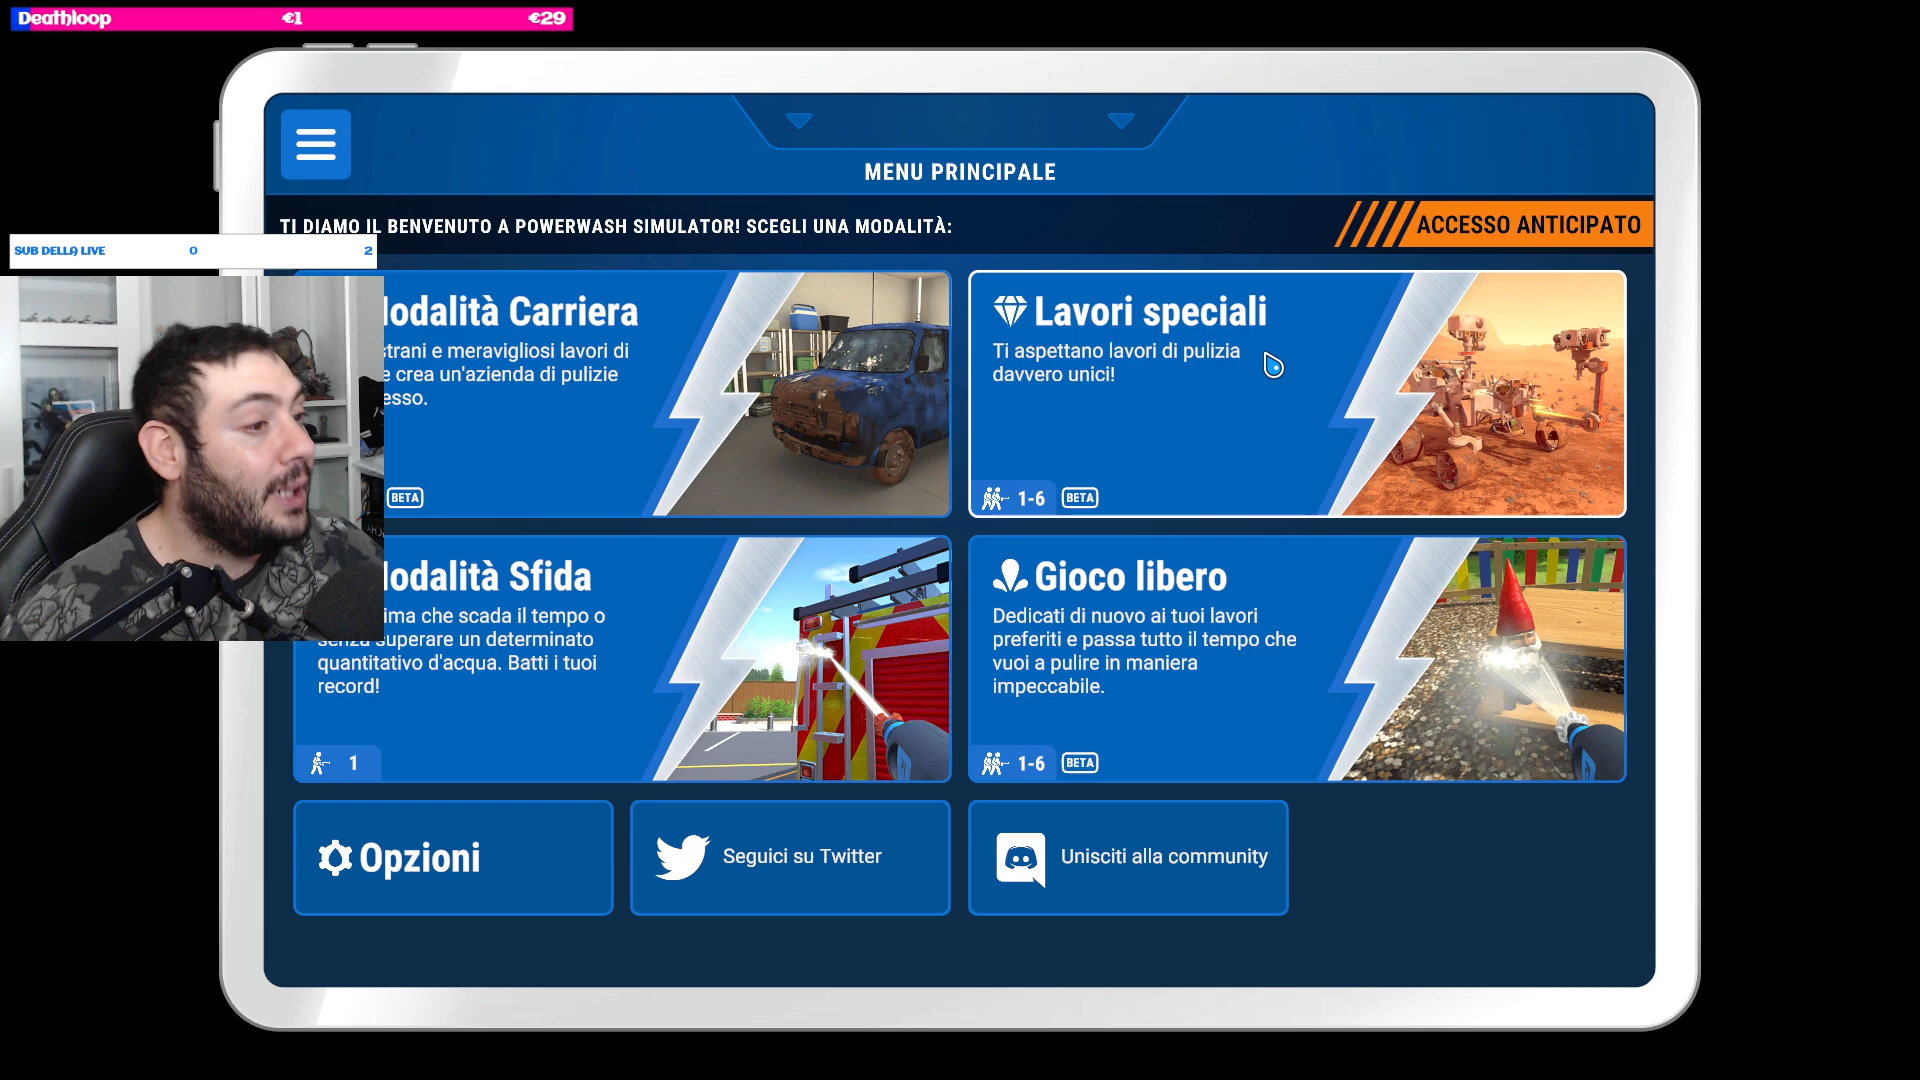 Deathloop €1 €29
MENU PRINCIPALE
TI DIAMO IL BENVENUTO A POWERWASH SIMULATOR! SCEGLI UNA MODALITÀ:
ACCESSO ANTICIPATO
SUB DELLA LIVE 0 2
odalità Carriera
strani e meravigliosi lavori di
e crea un'azienda di pulizie
esso.
BETA
Lavori speciali
Ti aspettano lavori di pulizia
davvero unici!
1-6 BETA
odalità Sfida
ima che scada il tempo o
senza superare un determinato
quantitativo d'acqua. Batti i tuoi
record!
1
Gioco libero
Dedicati di nuovo ai tuoi lavori
preferiti e passa tutto il tempo che
vuoi a pulire in maniera
impeccabile.
1-6 BETA
Opzioni
Seguici su Twitter
Unisciti alla community